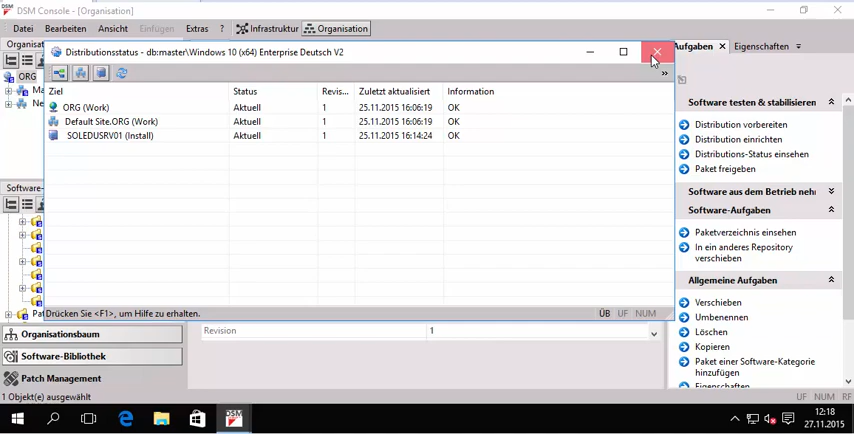 DSM Console - [Organisation]
Datei Bearbeiten Ansicht Einfügen Extras ? Infrastruktur Organisation
Organisa
ORG
Ma
Ne
Distributionsstatus - db:master\Windows 10 (x64) Enterprise Deutsch V2
Ziel Status Revis... Zuletzt aktualisiert Information
ORG (Work) Aktuell 1 25.11.2015 16:06:19 OK
Default Site.ORG (Work) Aktuell 1 25.11.2015 16:06:19 OK
SOLEDUSRV01 (Install) Aktuell 1 25.11.2015 16:14:24 OK
Drücken Sie <F1>, um Hilfe zu erhalten. ÜB UF NUM
Aufgaben Eigenschaften
Software testen & stabilisieren
Distribution vorbereiten
Distribution einrichten
Distributions-Status einsehen
Paket freigeben
Software aus dem Betrieb nehr
Software-Aufgaben
Paketverzeichnis einsehen
In ein anderes Repository
verschieben
Allgemeine Aufgaben
Verschieben
Umbenennen
Löschen
Kopieren
Paket einer Software-Kategorie
hinzufügen
Eigenschaften
Software-
Pat
Revision 1
Organisationsbaum
Software-Bibliothek
Patch Management
1 Objekt(e) ausgewählt UF NUM RF
DSM
12:18
27.11.2015